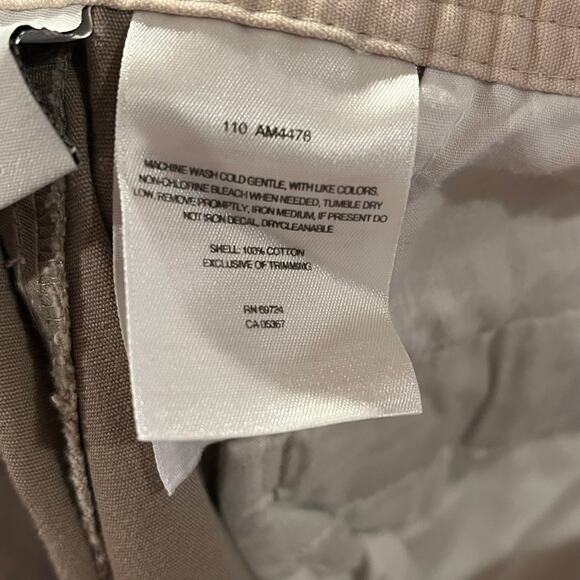 110 AM4478
MACHINE WASH COLD GENTLE, WITH LIKE COLORS,
NON-CHLORINE BLEACH WHEN NEEDED, TUMBLE DRY
LOW, REMOVE PROMPTLY, IRON MEDIUM, IF PRESENT DO
NOT IRON DECAL, DRYCLEANABLE
SHELL: 100% COTTON
EXCLUSIVE OF TRIMMING
RN 69724
CA 05367